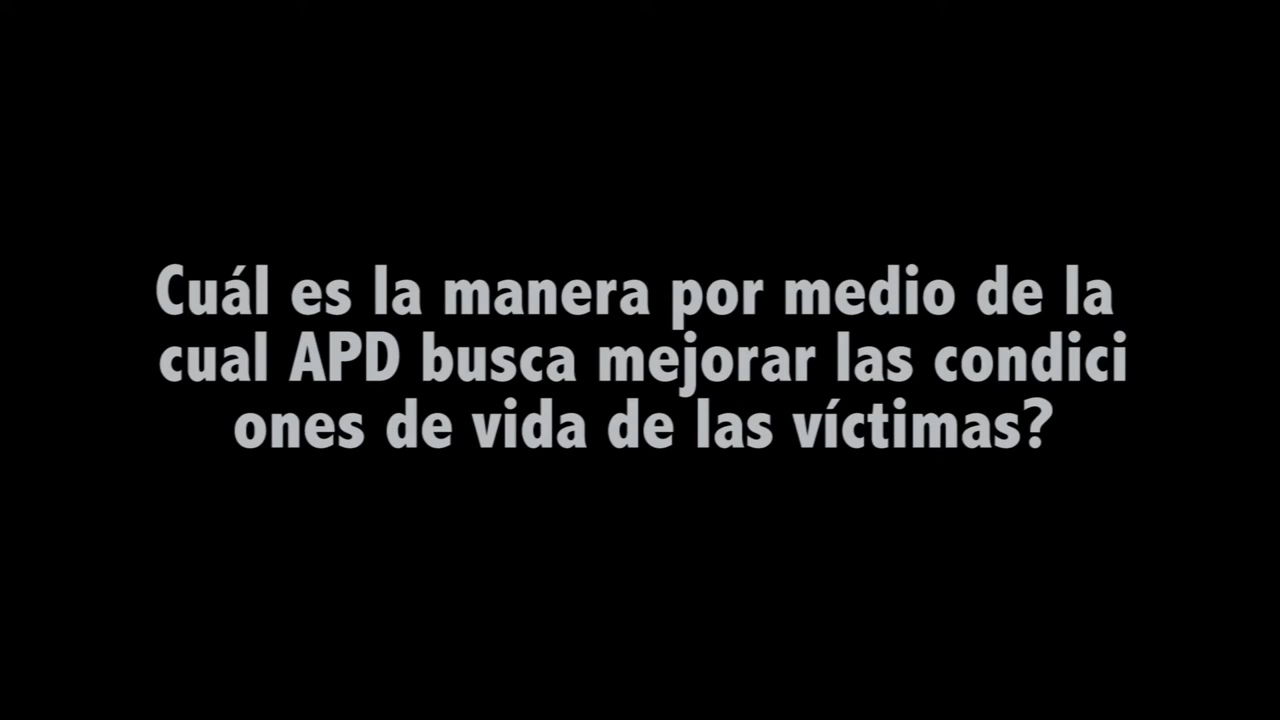 Cuál es la manera por medio de la
cual APD busca mejorar las condici
ones de vida de las víctimas?